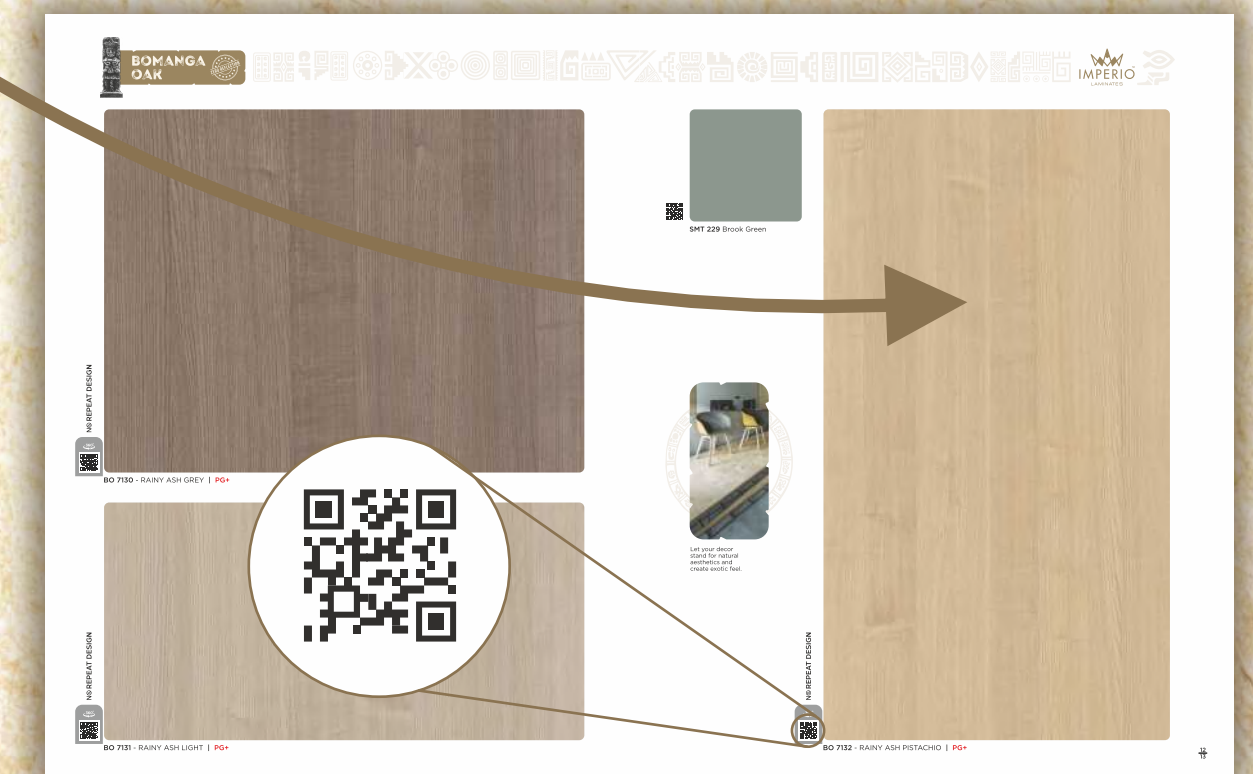 BOMANGA
OAK
IMPERIO
LAMINATES
SMT 229 Brook Green
NO REPEAT DESIGN
BO 7130 - RAINY ASH GREY | PG+
Let your decor
stand for natural
aesthetics and
create exotic feel.
NO REPEAT DESIGN
BO 7131 - RAINY ASH LIGHT | PG+
NO REPEAT DESIGN
BO 7132 - RAINY ASH PISTACHIO | PG+
12
13